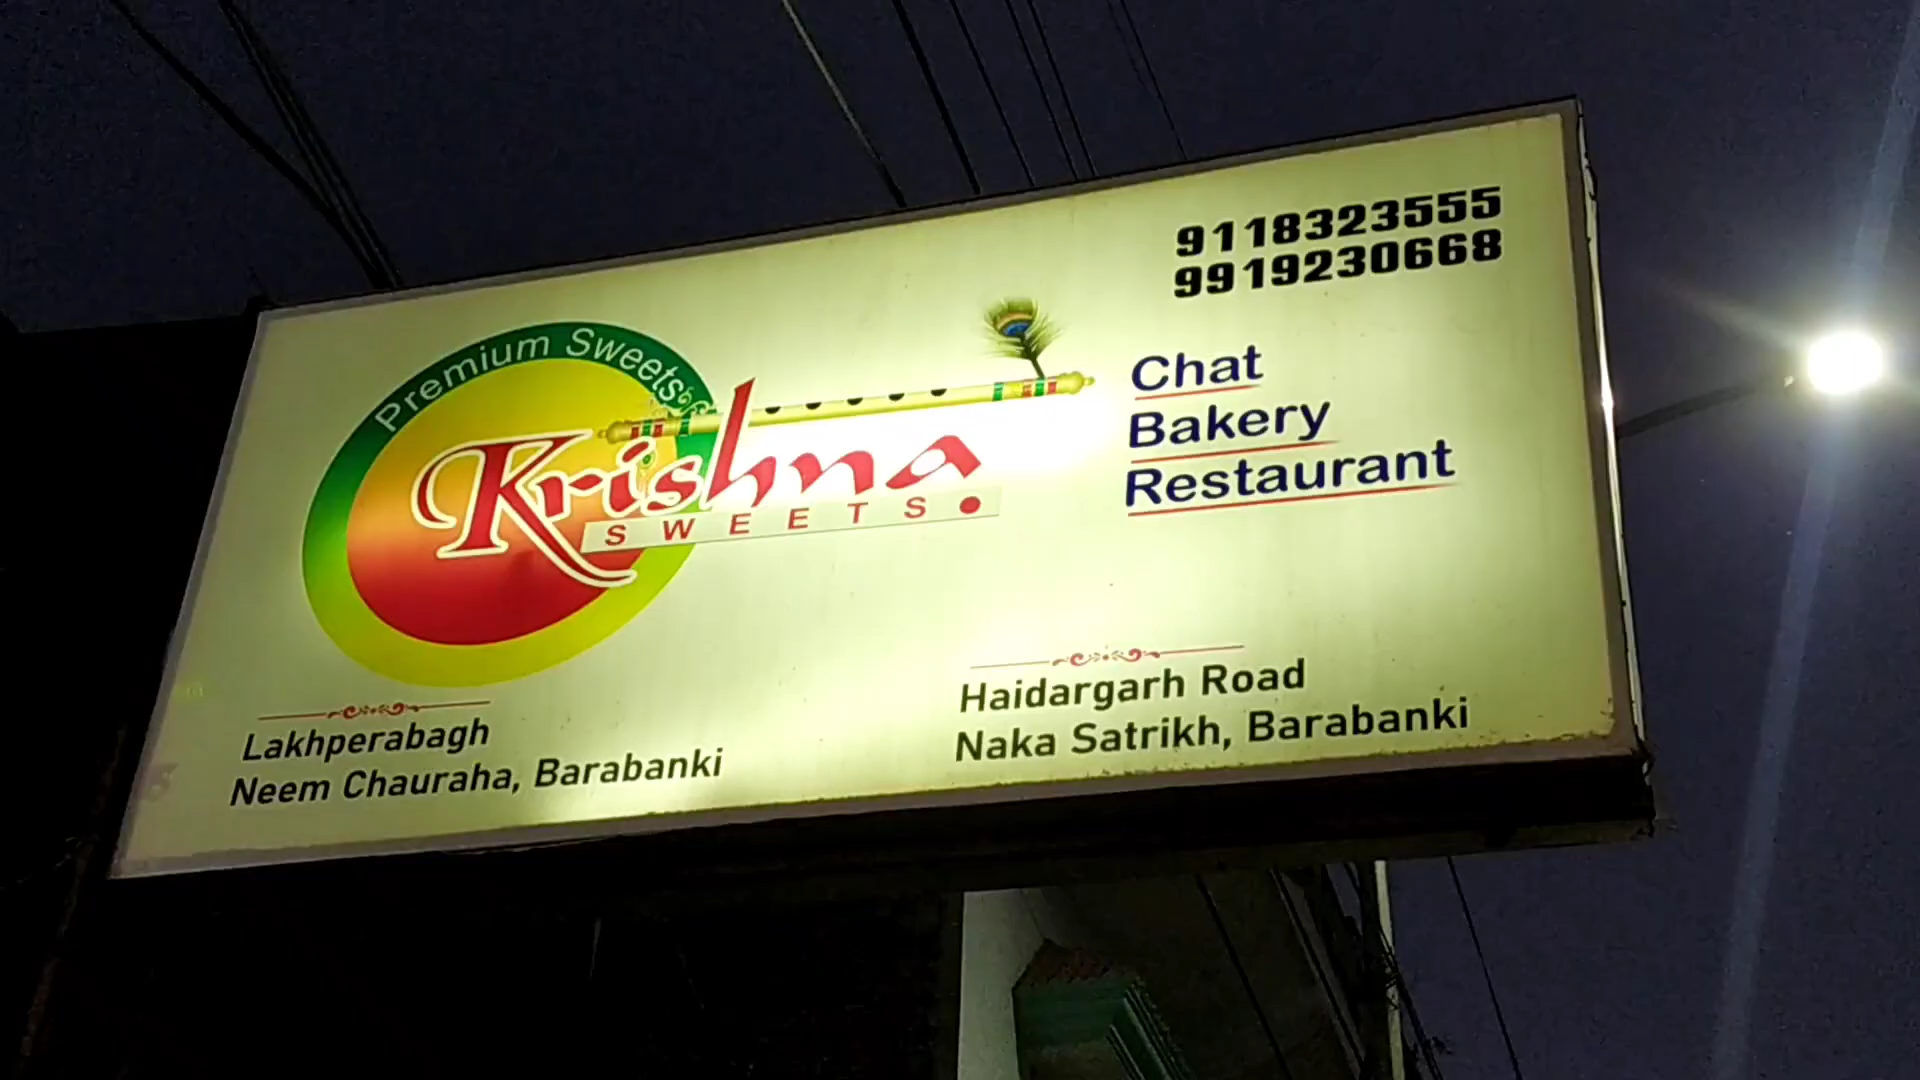 9118323555
9919230668
Premium Sweets
Krishna
SWEETS
Chat
Bakery
Restaurant
Lakhperabagh
Neem Chauraha, Barabanki
Haidargarh Road
Naka Satrikh, Barabanki